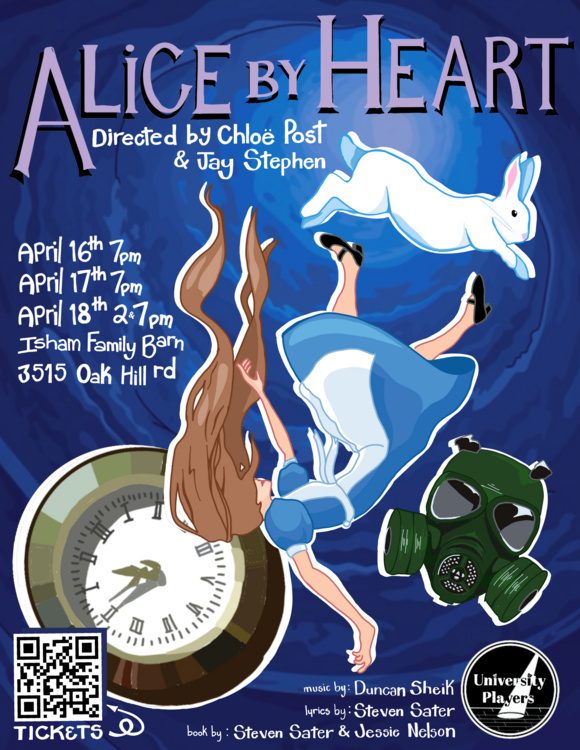 ALiCE BY HEART
Directed by Chloë Post
& Jay Stephen
April 16th 7pm
April 17th 7pm
April 18th 2&7pm
Isham Family Barn
3515 Oak Hill rd
TICKETS
music by: Duncan Sheik
lyrics by: Steven Sater
book by: Steven Sater & Jessie Nelson
University
Players